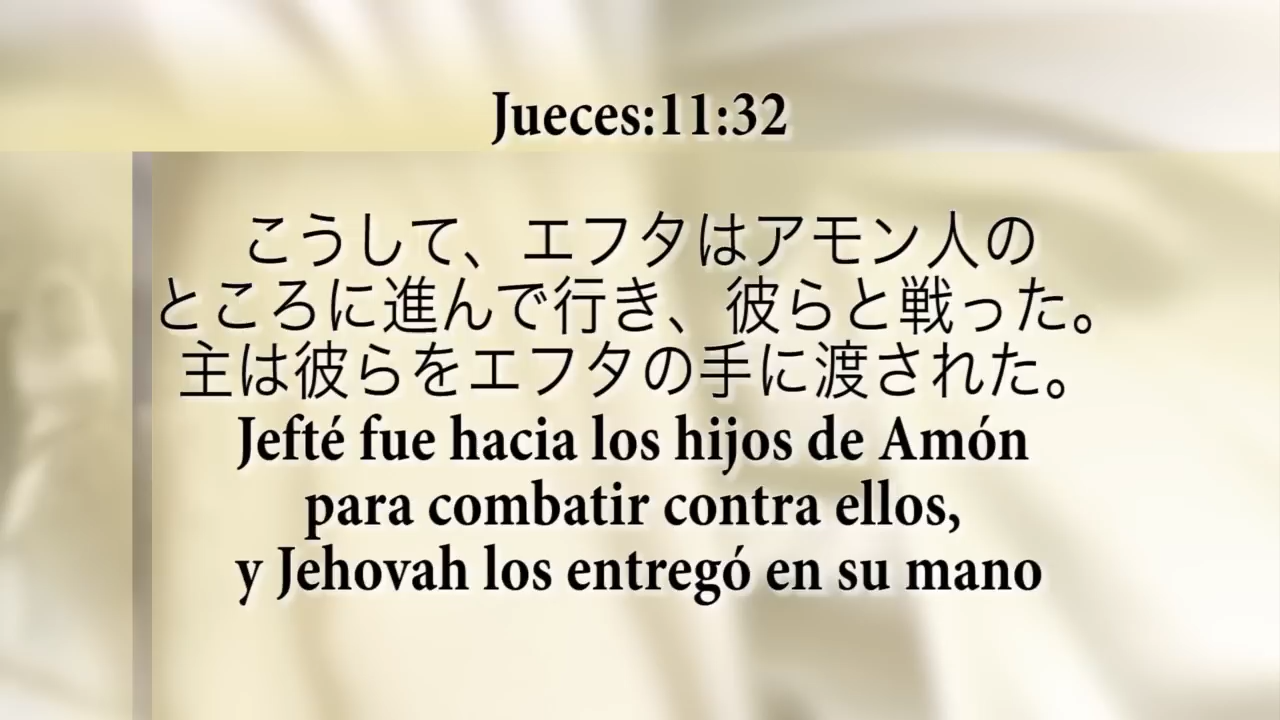 Jueces:11:32
こうして、エフタはアモン人の
ところに進んで行き、彼らと戦った。
主は彼らをエフタの手に渡された。
Jefté fue hacia los hijos de Amón
para combatir contra ellos,
y Jehovah los entregó en su mano